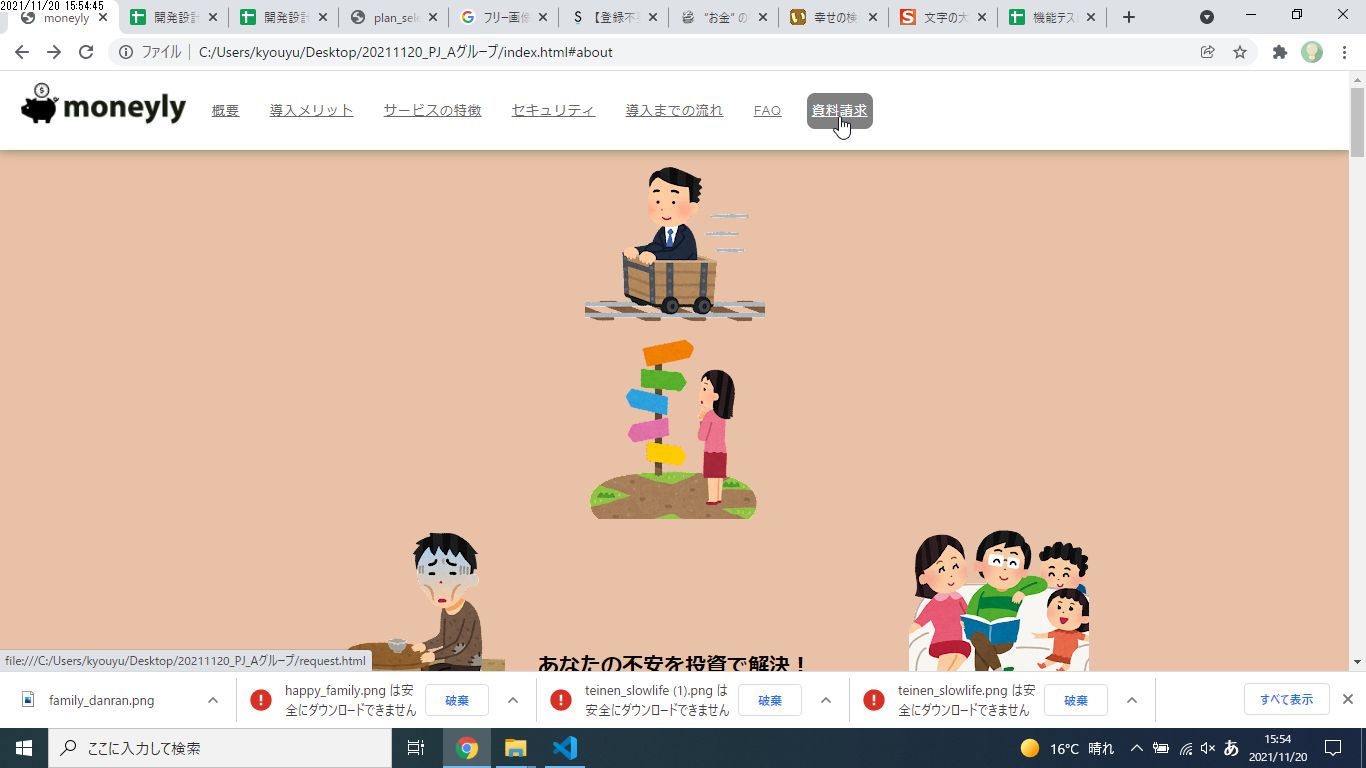 2021/11/20 15:54:45
moneyly
開発設計
開発設計
plan_sele
フリー画像
【登録不要
“お金” の
幸せの検
文字の大
機能テスト
ファイル
C:/Users/kyouyu/Desktop/20211120_PJ_Aグループ/index.html#about
moneyly
概要
導入メリット
サービスの特徴
セキュリティ
導入までの流れ
FAQ
資料請求
あなたの不安を投資で解決！
file:///C:/Users/kyouyu/Desktop/20211120_PJ_Aグループ/request.html
family_danran.png
happy_family.png は安
全にダウンロードできません
破棄
teinen_slowlife (1).png は
安全にダウンロードできません
破棄
teinen_slowlife.png は安
全にダウンロードできません
破棄
すべて表示
ここに入力して検索
16°C 晴れ
あ
15:54
2021/11/20